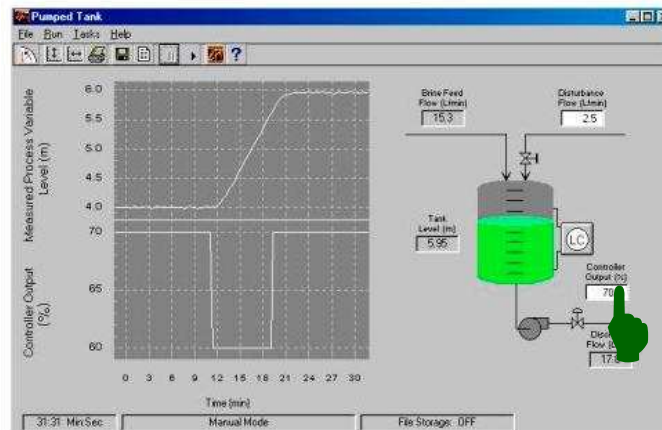 Pumped Tank
File Run Tasks Help
Measured Process Variable
Level (m)
6.0
5.5
5.0
4.5
4.0
Controller Output
(%)
70
65
60
0 3 6 9 12 15 18 21 24 27 30
Time (min)
Brine Feed
Flow (L/min)
15.3
Disturbance
Flow (L/min)
2.5
Tank
Level (m)
5.95
LC
Controller
Output (%)
70
Flow
17.
31:31 Min:Sec
Manual Mode
File Storage: OFF